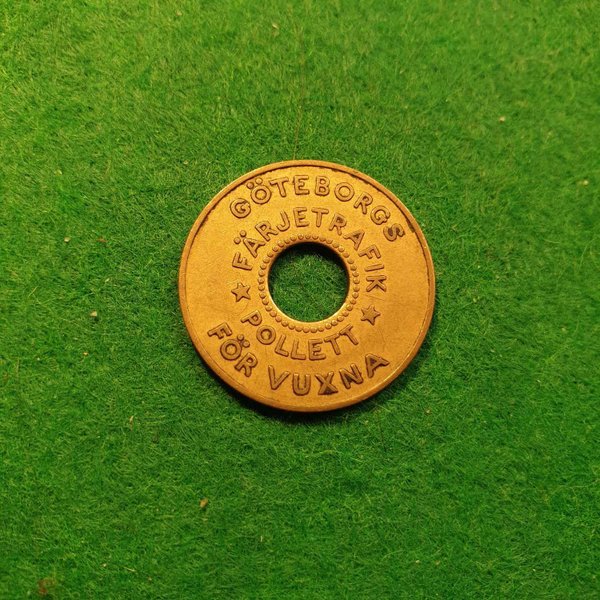 GÖTEBORGS
FÄRJETRAFIK
POLLETT
FÖR VUXNA